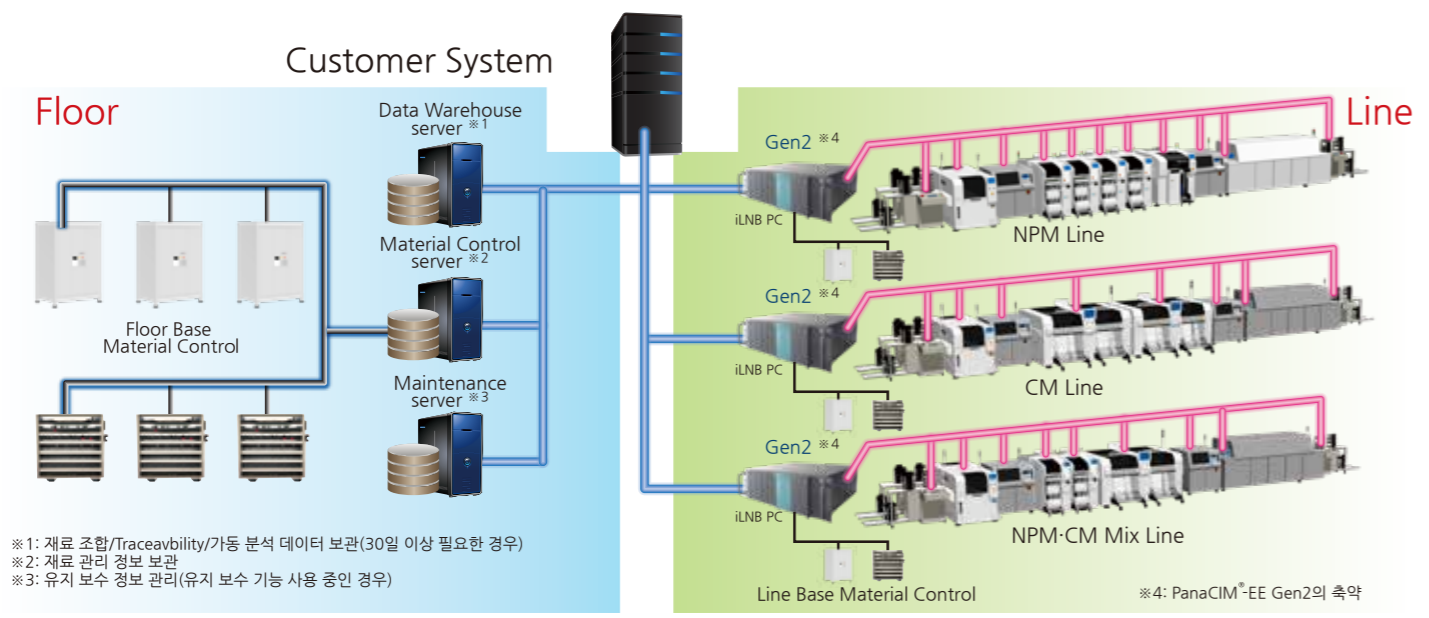 Customer System
Floor
Data Warehouse
server ※1
Material Control
server ※2
Floor Base
Material Control
Maintenance
server ※3
※1: 재료 조합/Traceavbility/가동 분석 데이터 보관(30일 이상 필요한 경우)
※2: 재료 관리 정보 보관
※3: 유지 보수 정보 관리(유지 보수 기능 사용 중인 경우)
Line
Gen2 ※4
iLNB PC
NPM Line
Gen2 ※4
iLNB PC
CM Line
Gen2 ※4
iLNB PC
NPM·CM Mix Line
Line Base Material Control
※4: PanaCIM®-EE Gen2의 축약